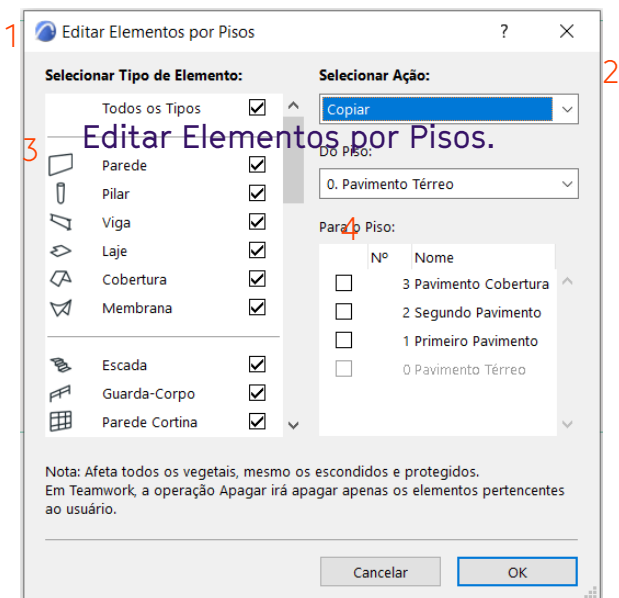 1
Editar Elementos por Pisos
?
Selecionar Tipo de Elemento:
Selecionar Ação:
2
Todos os Tipos
Copiar
Editar Elementos por Pisos.
3
Do Piso:
Parede
0. Pavimento Térreo
Pilar
Viga
Para o Piso:
4
Laje
Nº Nome
Cobertura
3 Pavimento Cobertura
Membrana
2 Segundo Pavimento
1 Primeiro Pavimento
Escada
0 Pavimento Térreo
Guarda-Corpo
Parede Cortina
Nota: Afeta todos os vegetais, mesmo os escondidos e protegidos.
Em Teamwork, a operação Apagar irá apagar apenas os elementos pertencentes
ao usuário.
Cancelar
OK